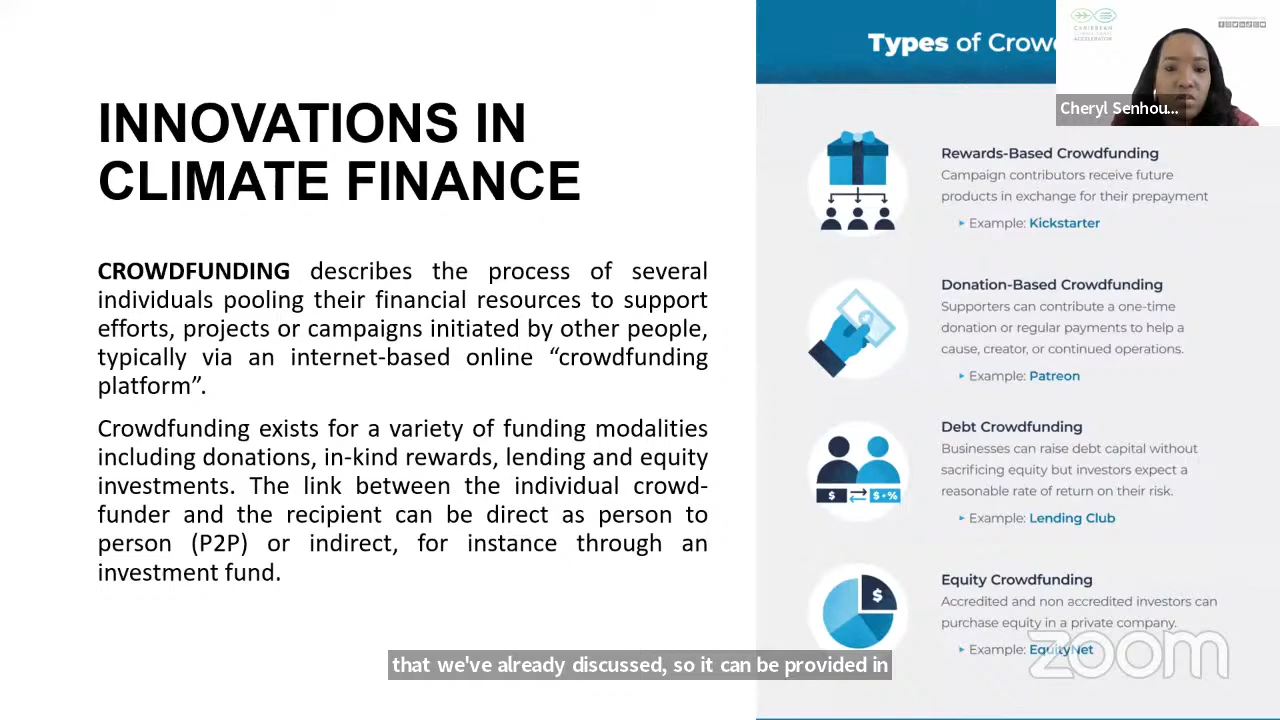 INNOVATIONS IN
CLIMATE FINANCE
CROWDFUNDING describes the process of several
individuals pooling their financial resources to support
efforts, projects or campaigns initiated by other people,
typically via an internet-based online “crowdfunding
platform”.
Crowdfunding exists for a variety of funding modalities
including donations, in-kind rewards, lending and equity
investments. The link between the individual crowd-
funder and the recipient can be direct as person to
person (P2P) or indirect, for instance through an
investment fund.
Types of Crow
CARIBBEAN
ACCELERATOR
Cheryl Senhou...
Rewards-Based Crowdfunding
Campaign contributors receive future
products in exchange for their prepayment
Example: Kickstarter
Donation-Based Crowdfunding
Supporters can contribute a one-time
donation or regular payments to help a
cause, creator, or continued operations.
Example: Patreon
$ $+%
Debt Crowdfunding
Businesses can raise debt capital without
sacrificing equity but investors expect a
reasonable rate of return on their risk.
Example: Lending Club
$
Equity Crowdfunding
Accredited and non accredited investors can
purchase equity in a private company.
Example: EquityNet
zoom
that we've already discussed, so it can be provided in